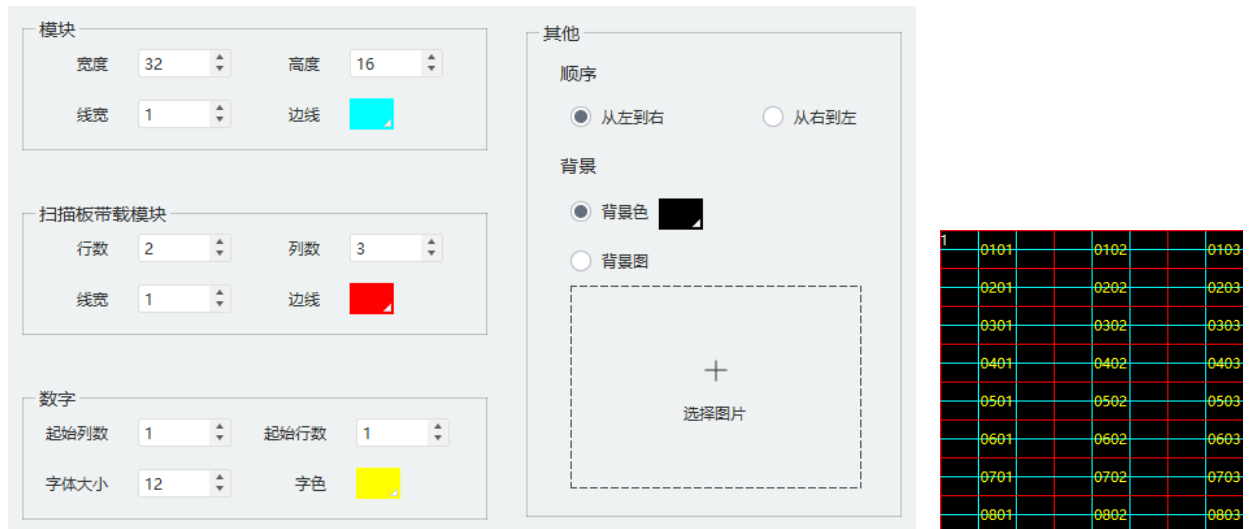 模块
宽度 32 高度 16
线宽 1 边线
扫描板带载模块
行数 2 列数 3
线宽 1 边线
数字
起始列数 1 起始行数 1
字体大小 12 字色
其他
顺序
从左到右 从右到左
背景
背景色
背景图
选择图片
1
0101 0102 0103
0201 0202 0203
0301 0302 0303
0401 0402 0403
0501 0502 0503
0601 0602 0603
0701 0702 0703
0801 0802 0803